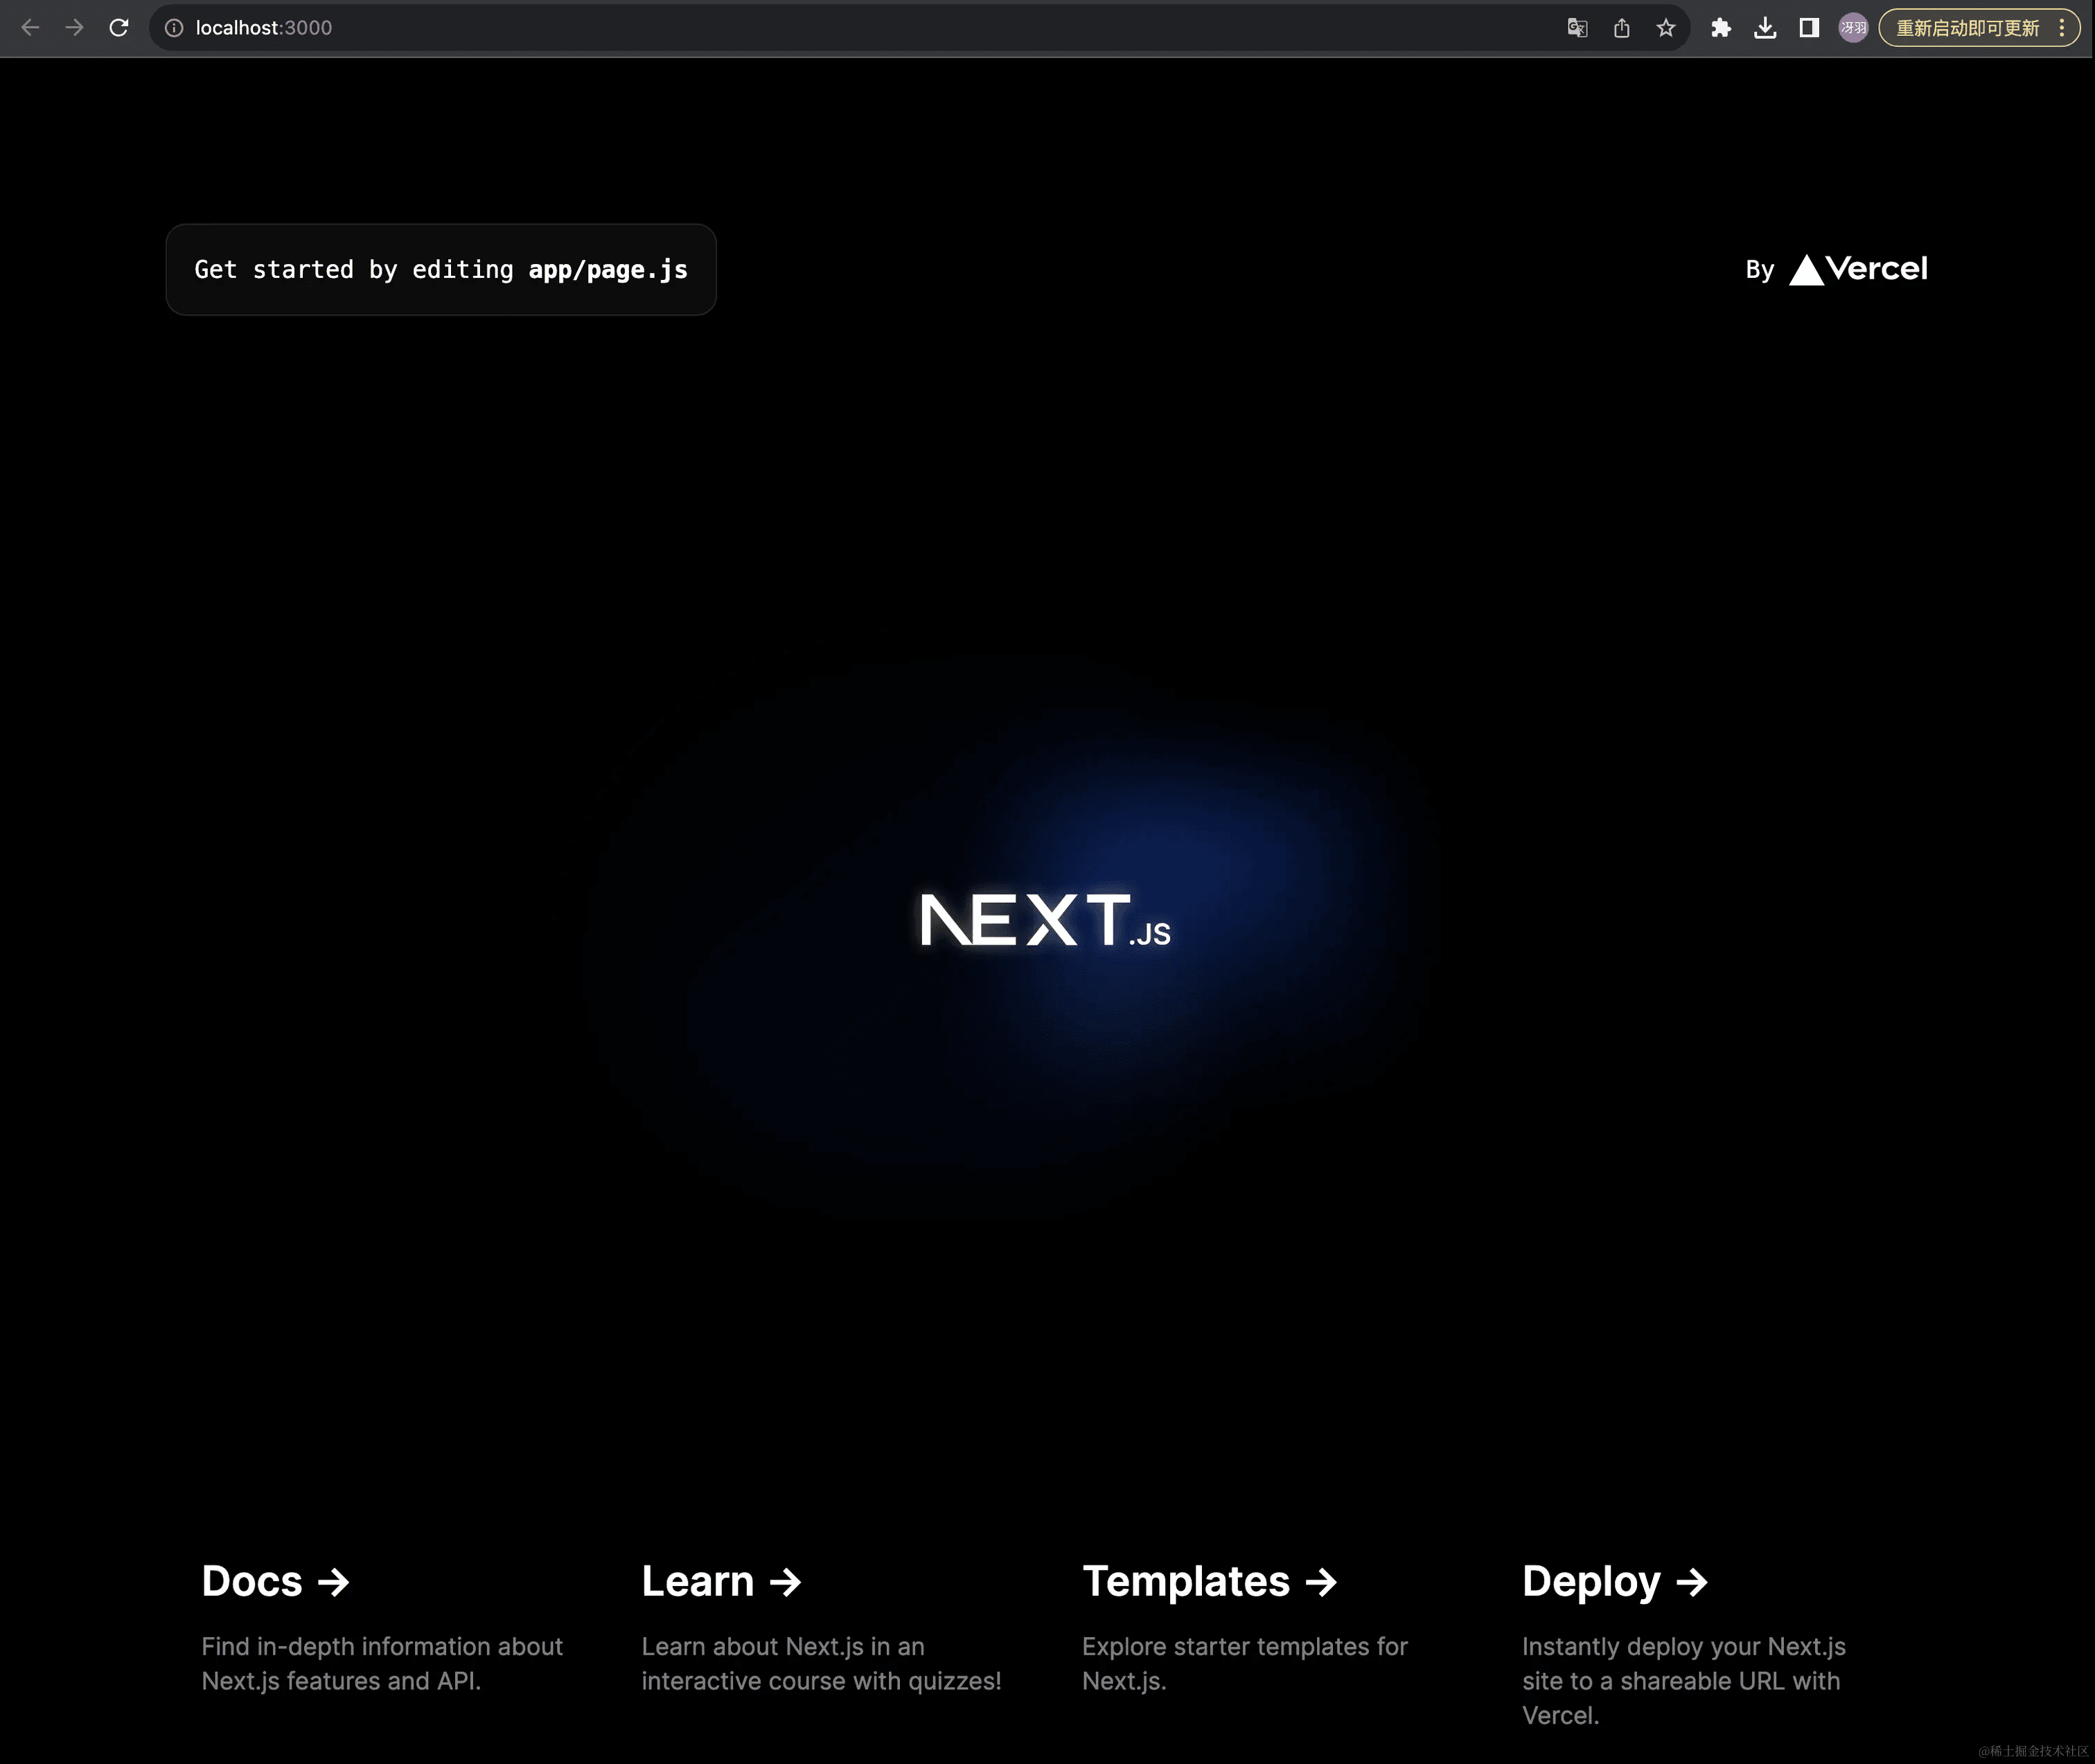 localhost:3000
冴羽
重新启动即可更新
Get started by editing app/page.js
By Vercel
NEXT.JS
Docs →
Find in-depth information about
Next.js features and API.
Learn →
Learn about Next.js in an
interactive course with quizzes!
Templates →
Explore starter templates for
Next.js.
Deploy →
Instantly deploy your Next.js
site to a shareable URL with
Vercel.
@稀土掘金技术社区